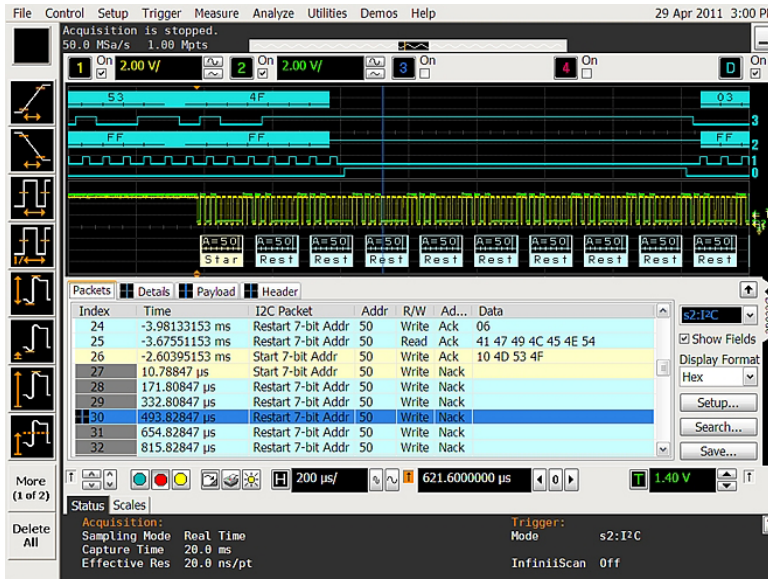 File Control Setup Trigger Measure Analyze Utilities Demos Help 29 Apr 2011 3:00
Acquisition is stopped.
50.0 MSa/s 1.00 Mpts
1 On 2.00 V/ 2 On 2.00 V/ 3 On 4 On D On
53 4F 03
3
FF FF FF
2
1
0
A=50 A=50 A=50 A=50 A=50 A=50 A=50 A=50 A=50 A=50
Star Rest Rest Rest Rest Rest Rest Rest Rest Rest
Packets Details Payload Header
Index Time I2C Packet Addr R/W Ad... Data
24 -3.98133153 ms Restart 7-bit Addr 50 Write Ack 06
25 -3.67551153 ms Restart 7-bit Addr 50 Read Ack 41 47 49 4C 45 4E 54
26 -2.60395153 ms Start 7-bit Addr 50 Write Ack 10 4D 53 4F
27 10.78847 µs Start 7-bit Addr 50 Write Nack
28 171.80847 µs Restart 7-bit Addr 50 Write Nack
29 332.80847 µs Restart 7-bit Addr 50 Write Nack
30 493.82847 µs Restart 7-bit Addr 50 Write Nack
31 654.82847 µs Restart 7-bit Addr 50 Write Nack
32 815.82847 µs Restart 7-bit Addr 50 Write Nack
s2:I²C
Show Fields
Display Format
Hex
Setup...
Search...
Save...
More
(1 of 2)
Delete
All
H 200 µs/ T 621.6000000 µs 0 T 1.40 V
Status Scales
Acquisition: Trigger:
Sampling Mode Real Time Mode s2:I²C
Capture Time 20.0 ms
Effective Res 20.0 ns/pt InfiniiScan Off